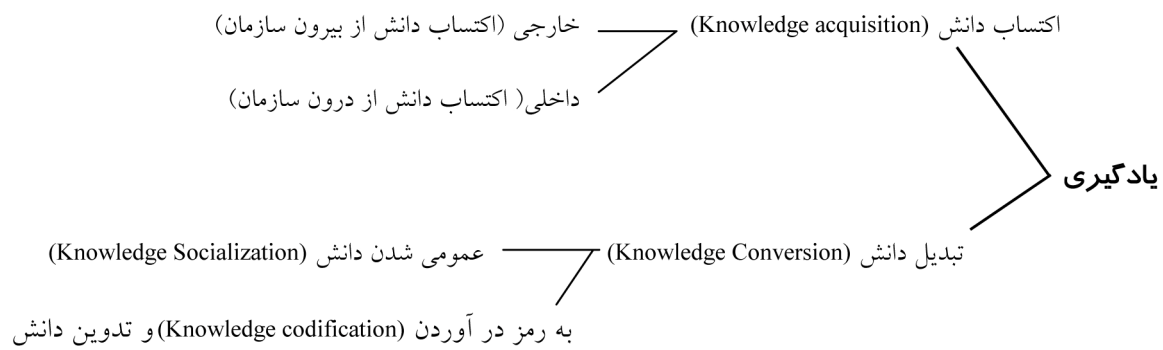 اکتساب دانش (Knowledge acquisition)
خارجی (اکتساب دانش از بیرون سازمان)
داخلی( اکتساب دانش از درون سازمان)
یادگیری
تبدیل دانش (Knowledge Conversion)
عمومی شدن دانش (Knowledge Socialization)
به رمز در آوردن (Knowledge codification)و تدوین دانش